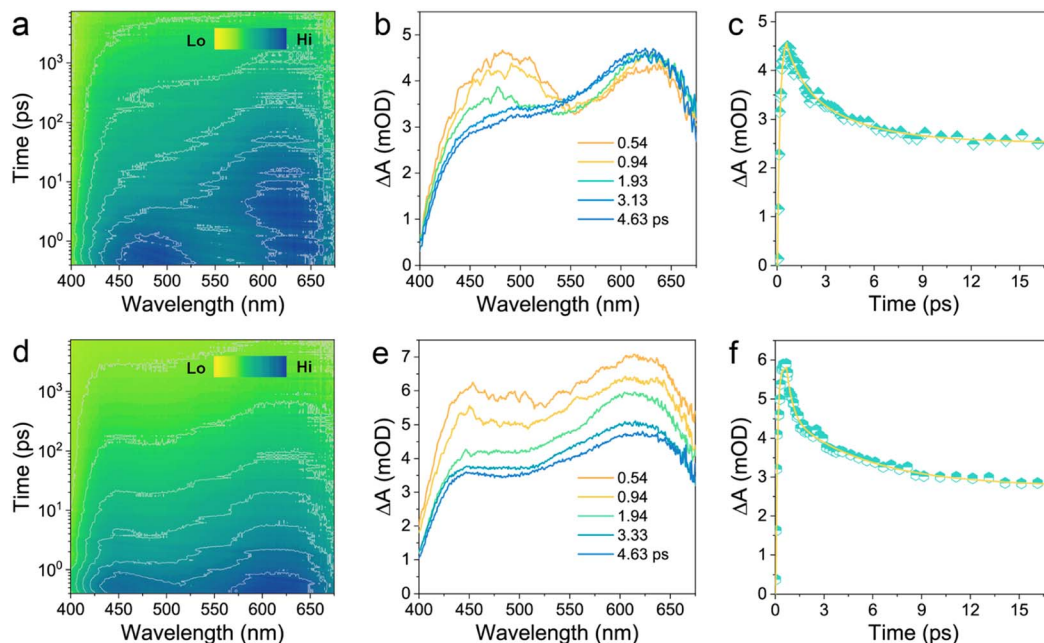 a
Lo Hi
10³
10²
10¹
10⁰
Time (ps)
400 450 500 550 600 650
Wavelength (nm)
b
5
4
3
2
1
0
ΔA (mOD)
0.54
0.94
1.93
3.13
4.63 ps
400 450 500 550 600 650
Wavelength (nm)
c
5
4
3
2
1
0
ΔA (mOD)
0 3 6 9 12 15
Time (ps)
d
Lo Hi
10³
10²
10¹
10⁰
Time (ps)
400 450 500 550 600 650
Wavelength (nm)
e
7
6
5
4
3
2
1
0
ΔA (mOD)
0.54
0.94
1.94
3.33
4.63 ps
400 450 500 550 600 650
Wavelength (nm)
f
6
5
4
3
2
1
0
ΔA (mOD)
0 3 6 9 12 15
Time (ps)